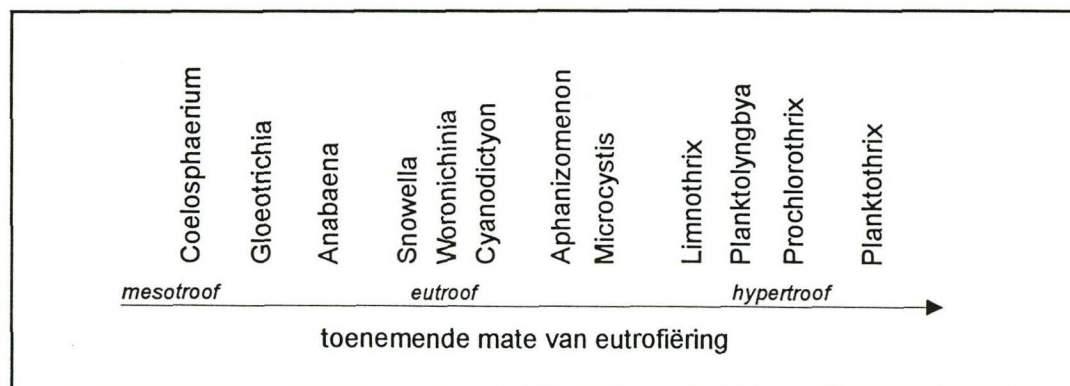 Coelosphaerium
Gloeotrichia
Anabaena
Snowella
Woronichinia
Cyanodictyon
Aphanizomenon
Microcystis
Limnothrix
Planktolyngbya
Prochlorothrix
Planktothrix
mesotroof eutroof hypertroof
toenemende mate van eutrofiëring